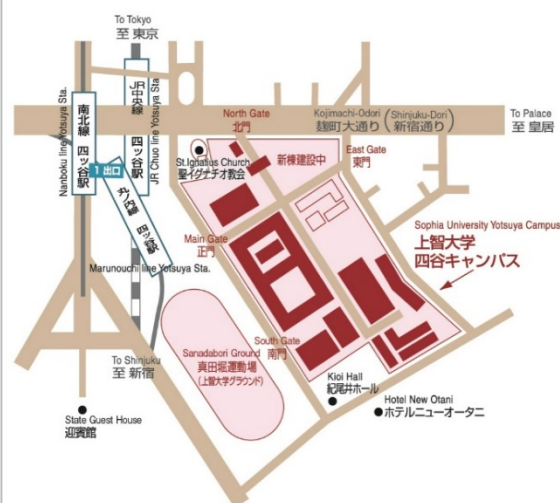 To Tokyo
至 東京
南北線 四ッ谷駅
Nanboku line Yotsuya Sta.
JR中央線 四ッ谷駅
JR Chuo line Yotsuya Sta.
1 出口
丸ノ内線 四ッ谷駅
Marunouchi line Yotsuya Sta.
North Gate
北門
Kojimachi-Odori (Shinjuku-Dori)
麹町大通り (新宿通り)
To Palace
至 皇居
St.Ignatius Church
聖イグナチオ教会
新棟建設中
East Gate
東門
Main Gate
正門
Sophia University Yotsuya Campus
上智大学
四谷キャンパス
South Gate
南門
Sanadabori Ground
真田堀運動場
(上智大学グラウンド)
To Shinjuku
至 新宿
Kioi Hall
紀尾井ホール
Hotel New Otani
ホテルニューオータニ
State Guest House
迎賓館